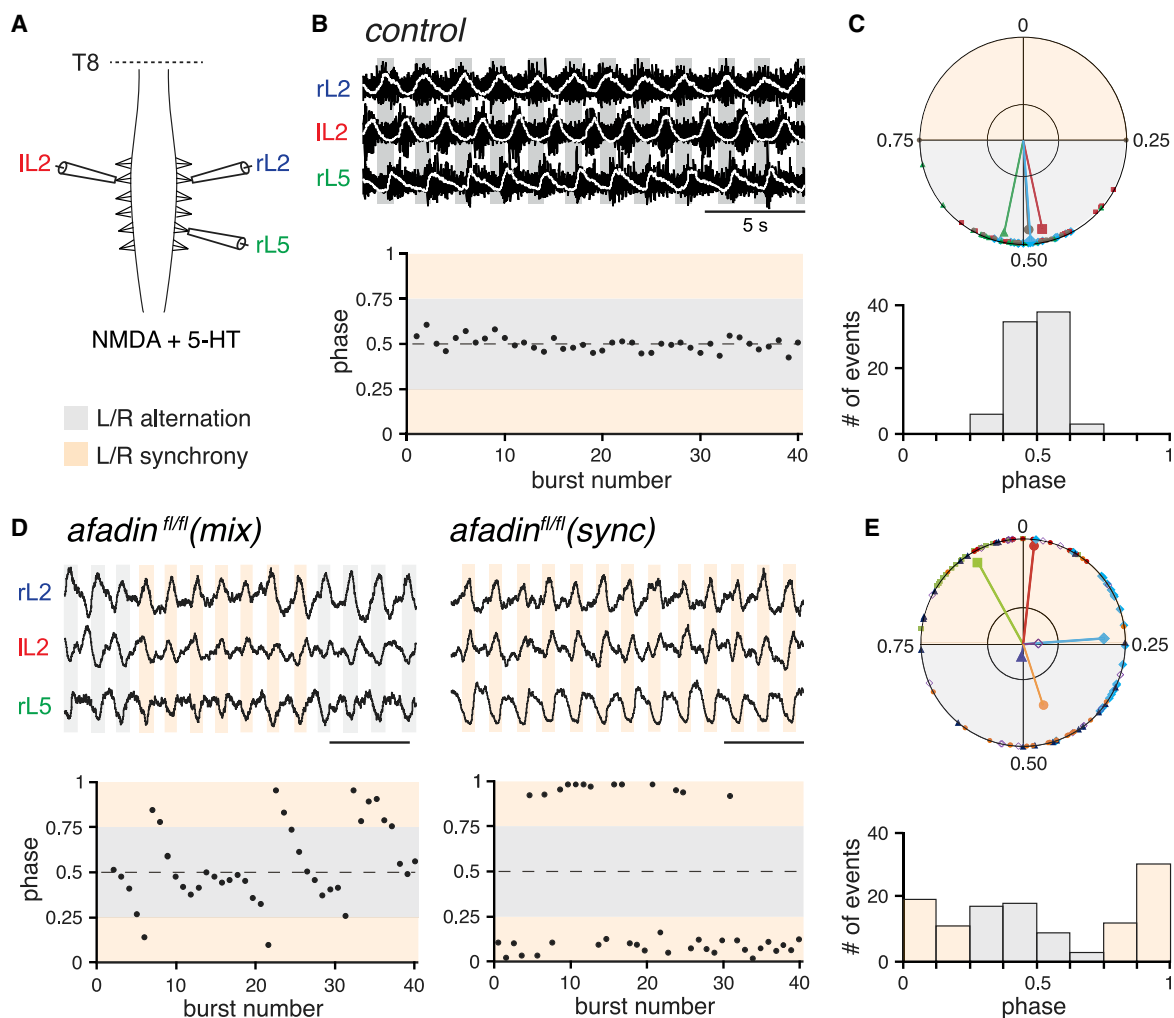 A
T8
lL2
rL2
rL5
NMDA + 5-HT
L/R alternation
L/R synchrony
B
control
rL2
lL2
rL5
5 s
1
0.75
0.5
0.25
0
phase
0 10 20 30 40
burst number
C
0
0.75
0.25
0.50
40
20
0
# of events
0 0.5 1
phase
D
afadin fl/fl (mix)
rL2
lL2
rL5
1
0.75
0.5
0.25
0
phase
0 10 20 30 40
burst number
afadin fl/fl (sync)
1
0.75
0.5
0.25
0
0 10 20 30 40
burst number
E
0
0.75
0.25
0.50
40
20
0
# of events
0 0.5 1
phase